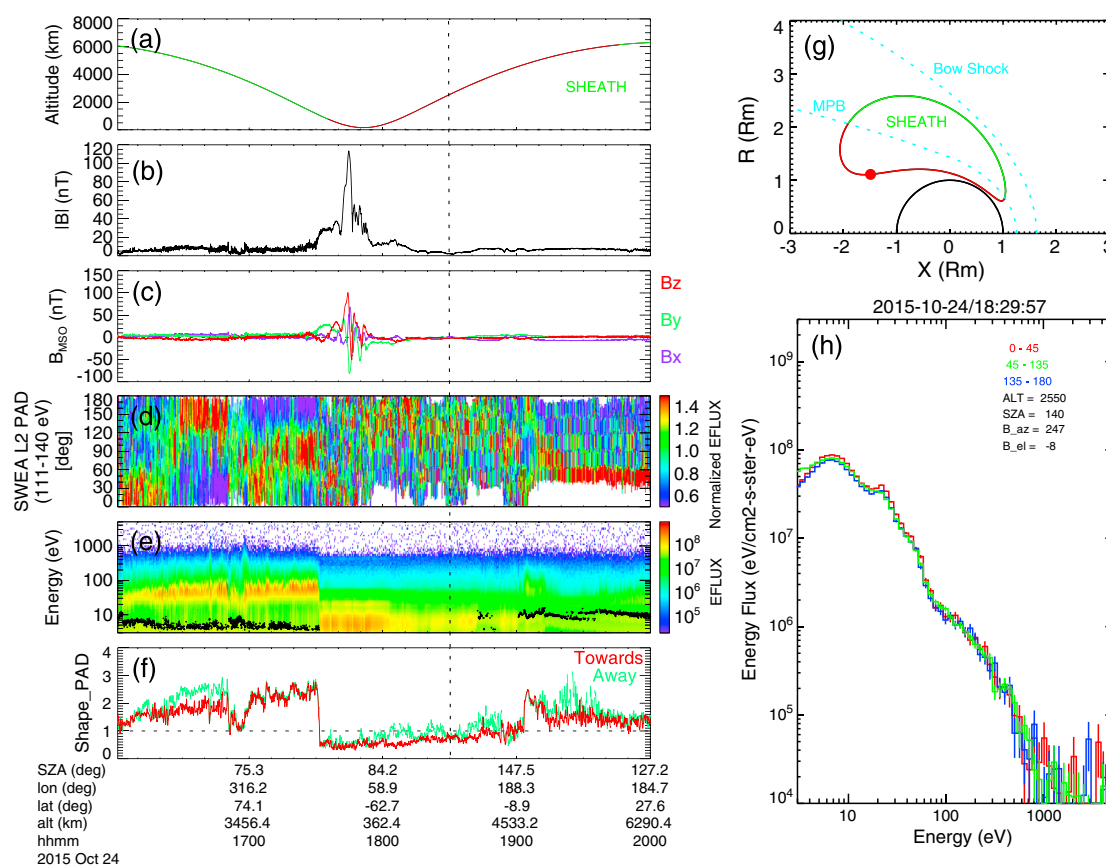 (a)
Altitude (km)
8000
6000
4000
2000
0
SHEATH
(b)
|B| (nT)
120
100
80
60
40
20
0
(c)
B_MSO (nT)
150
100
50
0
-50
-100
Bz
By
Bx
(d)
SWEA L2 PAD
(111-140 eV)
[deg]
180
150
120
90
60
30
0
1.4
1.2
1.0
0.8
0.6
Normalized EFLUX
(e)
Energy (eV)
1000
100
10
10^8
10^7
10^6
10^5
EFLUX
(f)
Shape_PAD
4
3
2
1
0
Towards
Away
SZA (deg) 75.3 84.2 147.5 127.2
lon (deg) 316.2 58.9 188.3 184.7
lat (deg) 74.1 -62.7 -8.9 27.6
alt (km) 3456.4 362.4 4533.2 6290.4
hhmm 1700 1800 1900 2000
2015 Oct 24
(g)
R (Rm)
4
3
2
1
0
Bow Shock
MPB
SHEATH
-3 -2 -1 0 1 2 3
X (Rm)
2015-10-24/18:29:57
(h)
0 - 45
45 - 135
135 - 180
ALT = 2550
SZA = 140
B_az = 247
B_el = -8
Energy Flux (eV/cm2-s-ster-eV)
10^9
10^8
10^7
10^6
10^5
10^4
10 100 1000
Energy (eV)